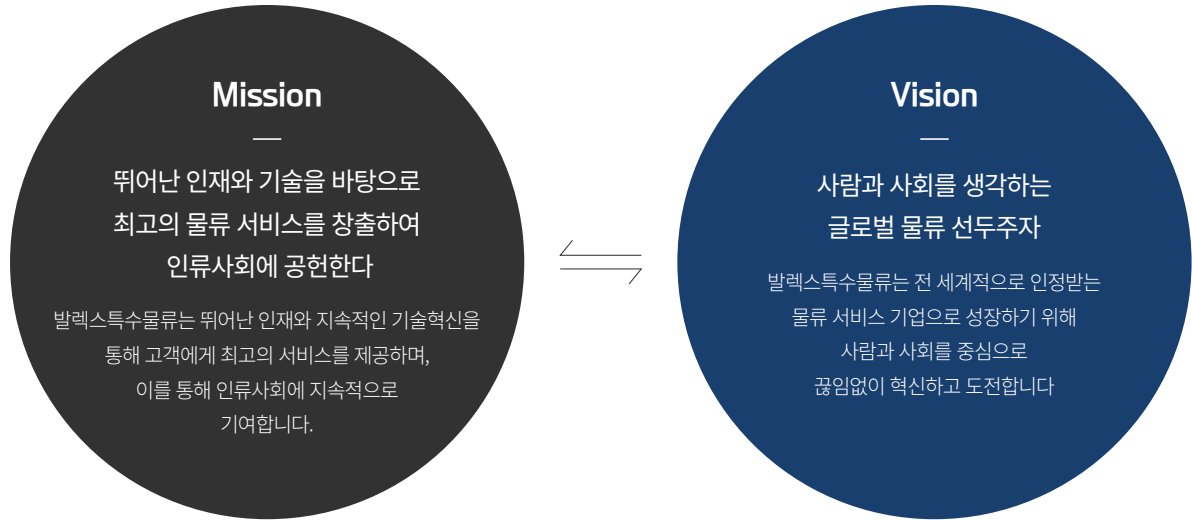 Mission
뛰어난 인재와 기술을 바탕으로
최고의 물류 서비스를 창출하여
인류사회에 공헌한다
발렉스특수물류는 뛰어난 인재와 지속적인 기술혁신을
통해 고객에게 최고의 서비스를 제공하며,
이를 통해 인류사회에 지속적으로
기여합니다.
Vision
사람과 사회를 생각하는
글로벌 물류 선두주자
발렉스특수물류는 전 세계적으로 인정받는
물류 서비스 기업으로 성장하기 위해
사람과 사회를 중심으로
끊임없이 혁신하고 도전합니다